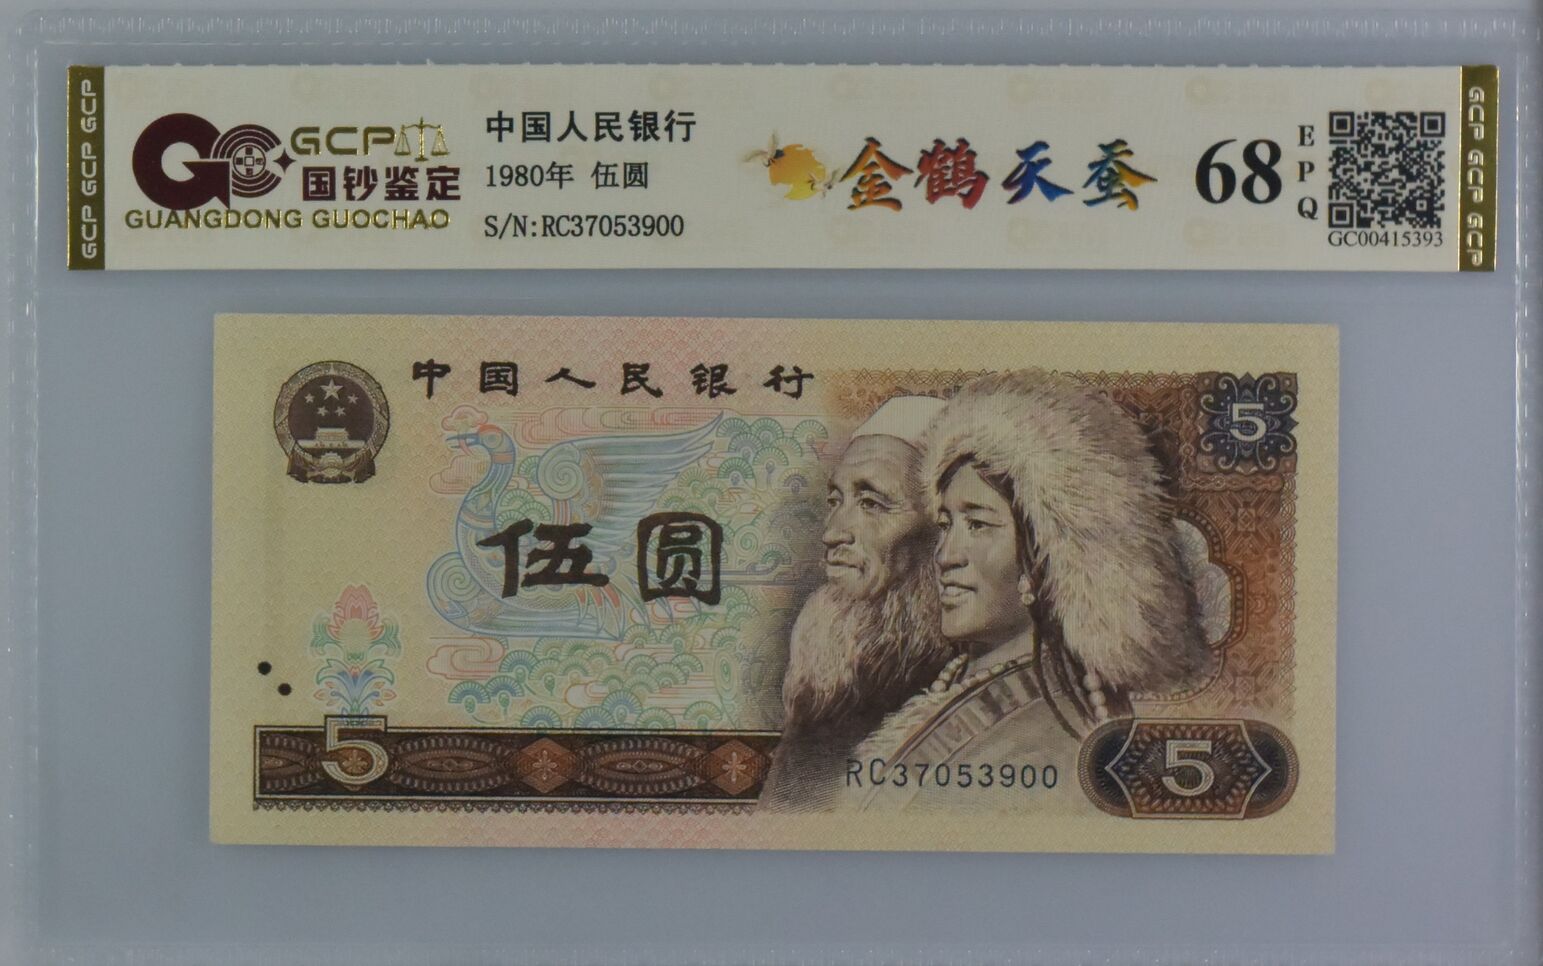 GCP GCP GCP
GCP
国钞鉴定
GUANGDONG GUOCHAO
中国人民银行
1980年 伍圆
S/N:RC37053900
金鹤天蚕
68
EPQ
GC00415393
GCP GCP GCP
中国人民银行
5
伍圆
5
RC37053900
5